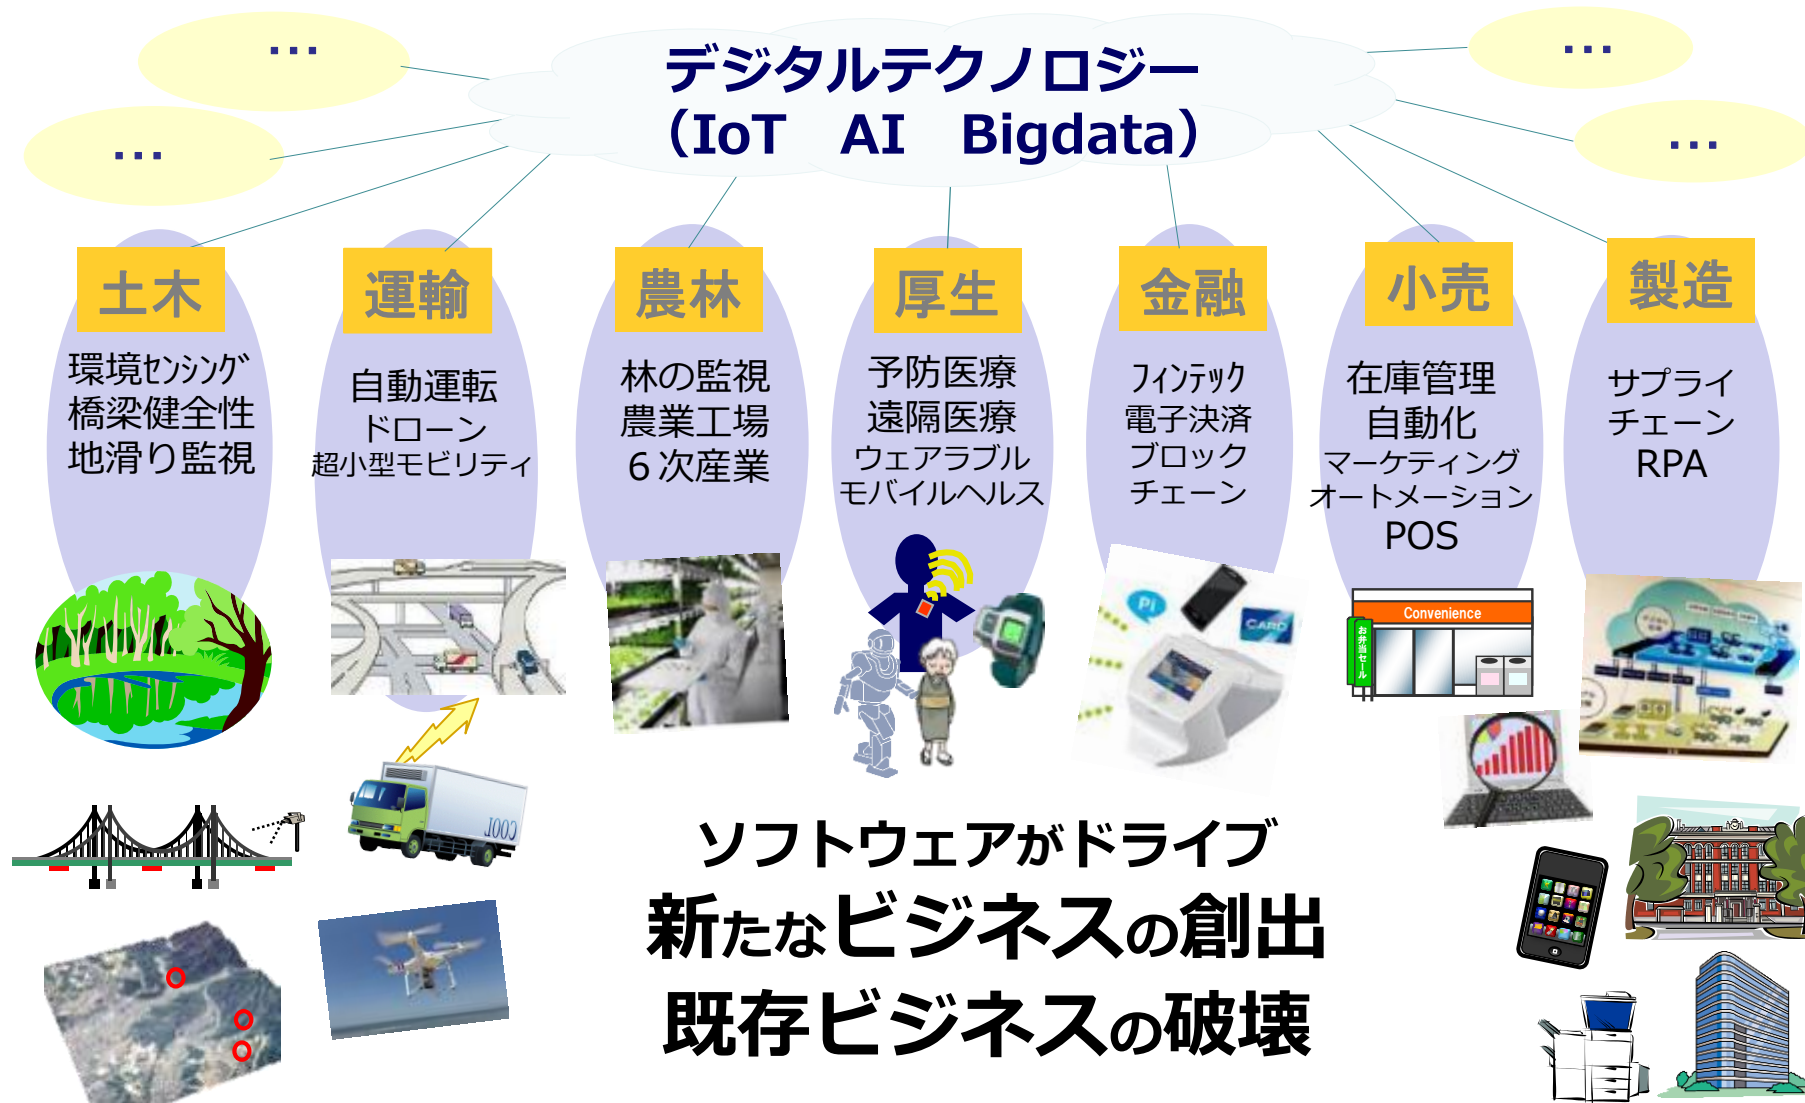 ...
...
デジタルテクノロジー
（IoT　AI　Bigdata）
...
...
土木
環境ｾﾝｼﾝｸﾞ
橋梁健全性
地滑り監視
運輸
自動運転
ドローン
超小型モビリティ
農林
林の監視
農業工場
６次産業
厚生
予防医療
遠隔医療
ウェアラブル
モバイルヘルス
金融
ﾌｨﾝﾃｯｸ
電子決済
ブロック
チェーン
小売
在庫管理
自動化
マーケティング
オートメーション
POS
製造
サプライ
チェーン
RPA
Pi
CARD
Convenience
お弁当セール
COOL
ソフトウェアがドライブ
新たなビジネスの創出
既存ビジネスの破壊